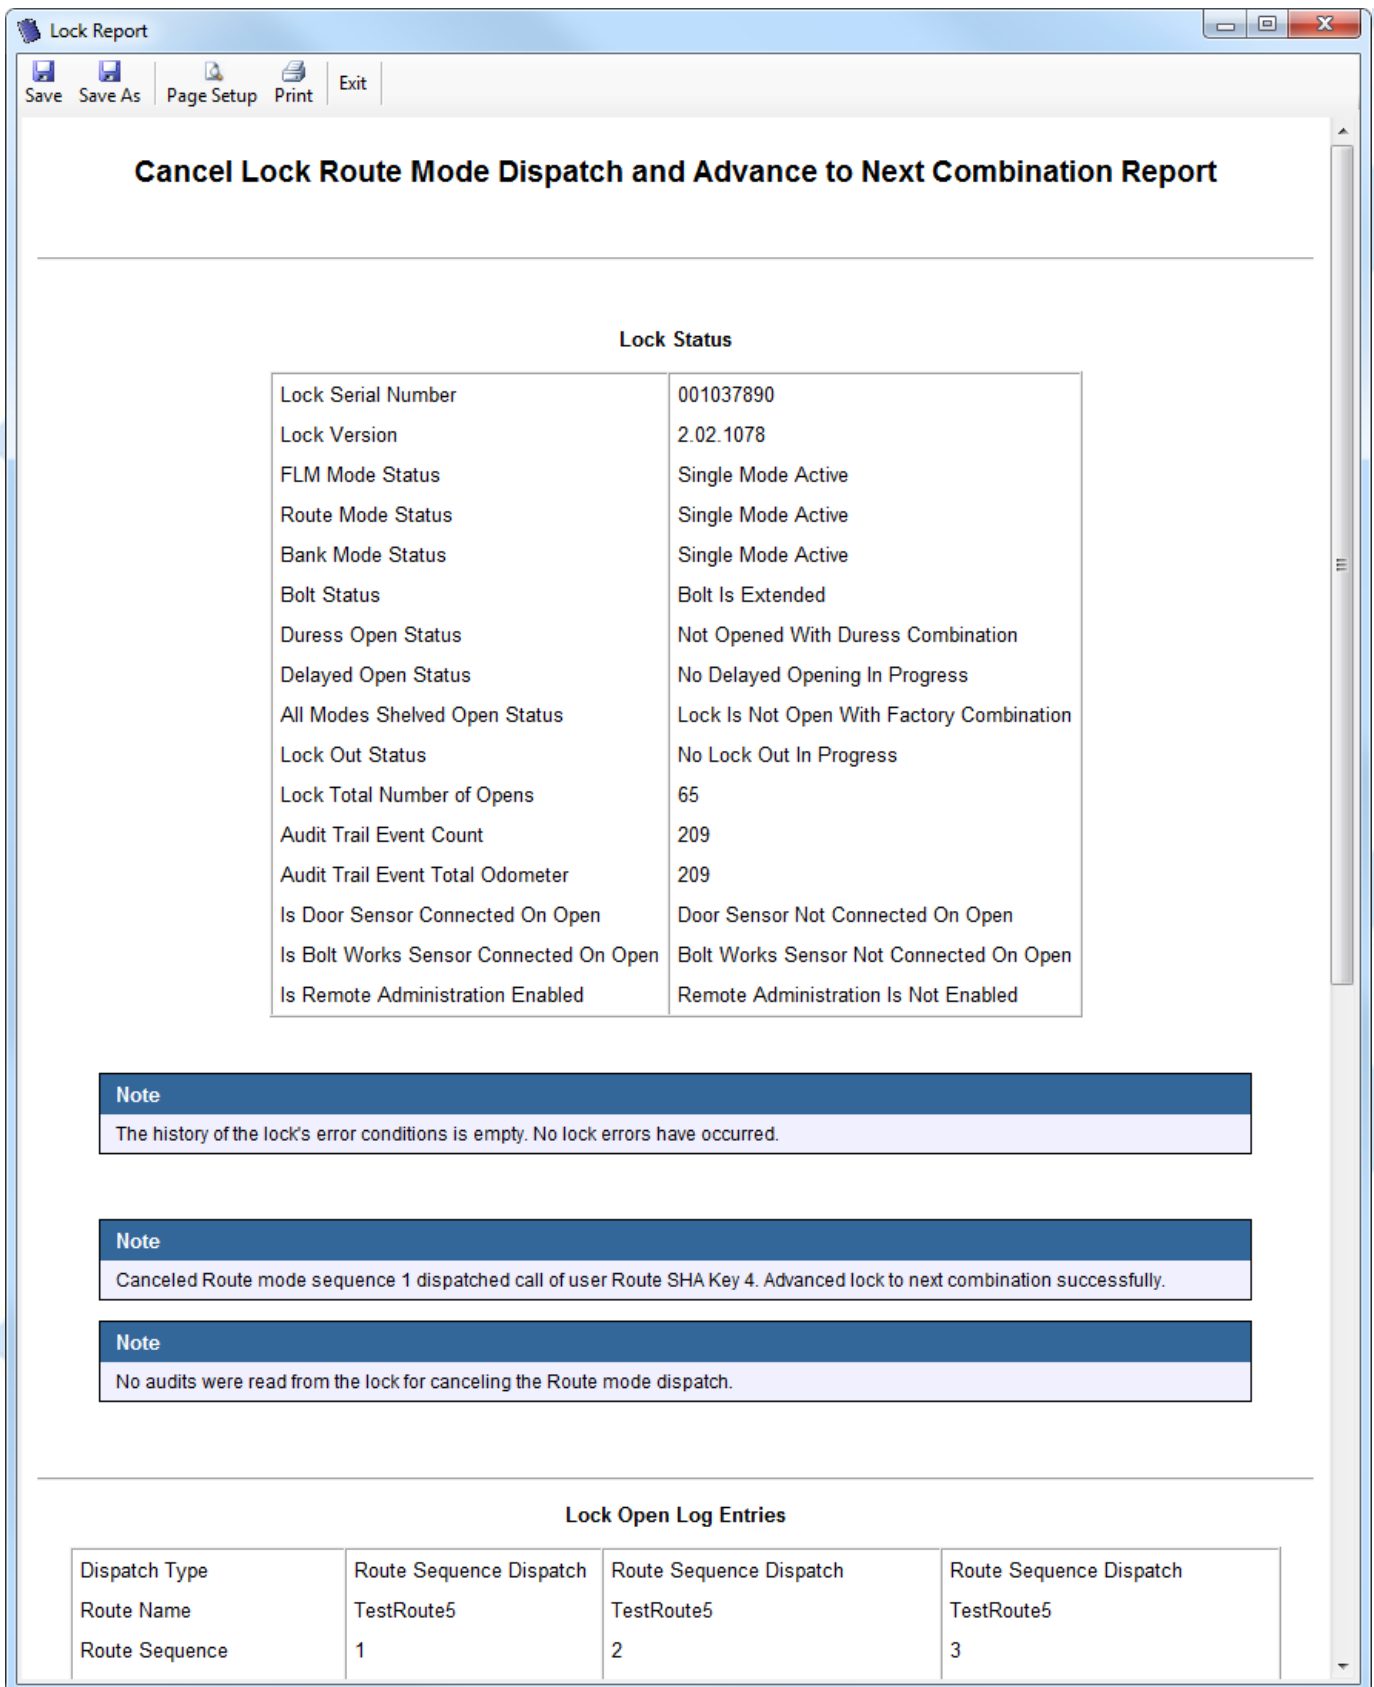 Lock Report
Save Save As Page Setup Print Exit
Cancel Lock Route Mode Dispatch and Advance to Next Combination Report
Lock Status
Lock Serial Number 001037890
Lock Version 2.02.1078
FLM Mode Status Single Mode Active
Route Mode Status Single Mode Active
Bank Mode Status Single Mode Active
Bolt Status Bolt Is Extended
Duress Open Status Not Opened With Duress Combination
Delayed Open Status No Delayed Opening In Progress
All Modes Shelved Open Status Lock Is Not Open With Factory Combination
Lock Out Status No Lock Out In Progress
Lock Total Number of Opens 65
Audit Trail Event Count 209
Audit Trail Event Total Odometer 209
Is Door Sensor Connected On Open Door Sensor Not Connected On Open
Is Bolt Works Sensor Connected On Open Bolt Works Sensor Not Connected On Open
Is Remote Administration Enabled Remote Administration Is Not Enabled
Note
The history of the lock's error conditions is empty. No lock errors have occurred.
Note
Canceled Route mode sequence 1 dispatched call of user Route SHA Key 4. Advanced lock to next combination successfully.
Note
No audits were read from the lock for canceling the Route mode dispatch.
Lock Open Log Entries
Dispatch Type Route Sequence Dispatch Route Sequence Dispatch Route Sequence Dispatch
Route Name TestRoute5 TestRoute5 TestRoute5
Route Sequence 1 2 3